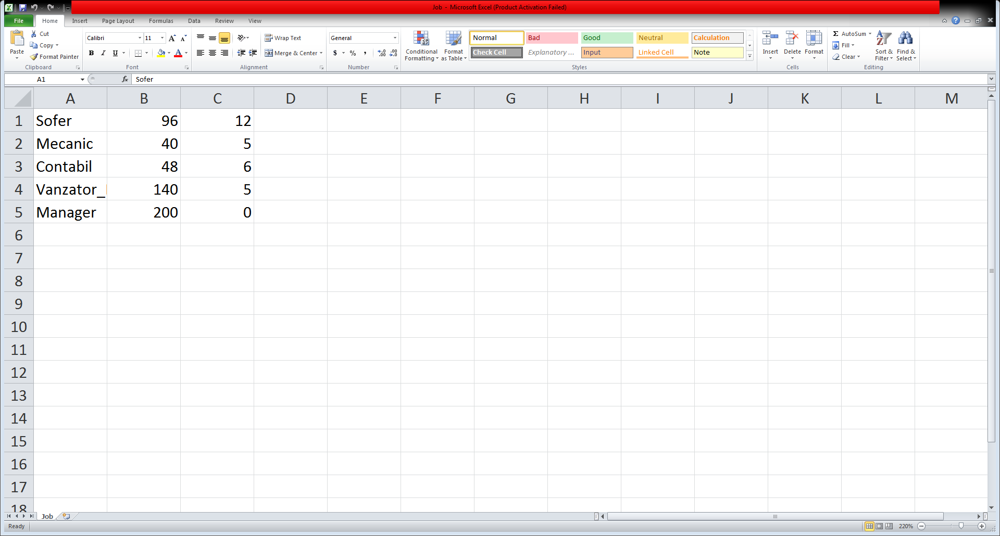 Job - Microsoft Excel (Product Activation Failed)
File Home Insert Page Layout Formulas Data Review View
Paste
Cut
Copy
Format Painter
Clipboard
Calibri 11
B I U
Font
Wrap Text
Merge & Center
Alignment
General
$ % ,
Number
Conditional Formatting
Format as Table
Normal Bad Good Neutral Calculation
Check Cell Explanatory ... Input Linked Cell Note
Styles
Insert Delete Format
Cells
AutoSum
Fill
Clear
Sort & Filter
Find & Select
Editing
A1 fx Sofer
A B C D E F G H I J K L M
1 Sofer 96 12
2 Mecanic 40 5
3 Contabil 48 6
4 Vanzator_ 140 5
5 Manager 200 0
6
7
8
9
10
11
12
13
14
15
16
17
18
Job
Ready 220%